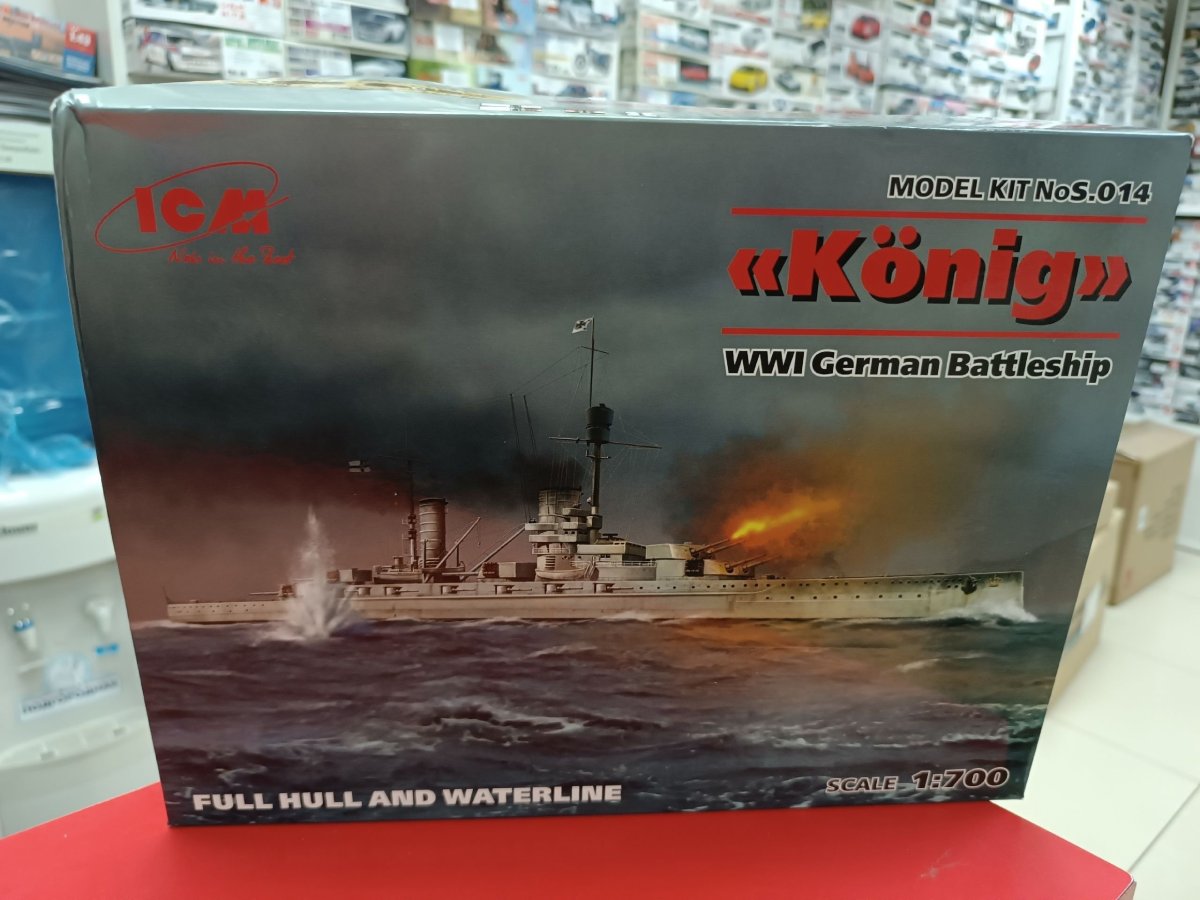 ICM
MODEL KIT NoS.014
«König»
WWI German Battleship
FULL HULL AND WATERLINE
SCALE 1:700